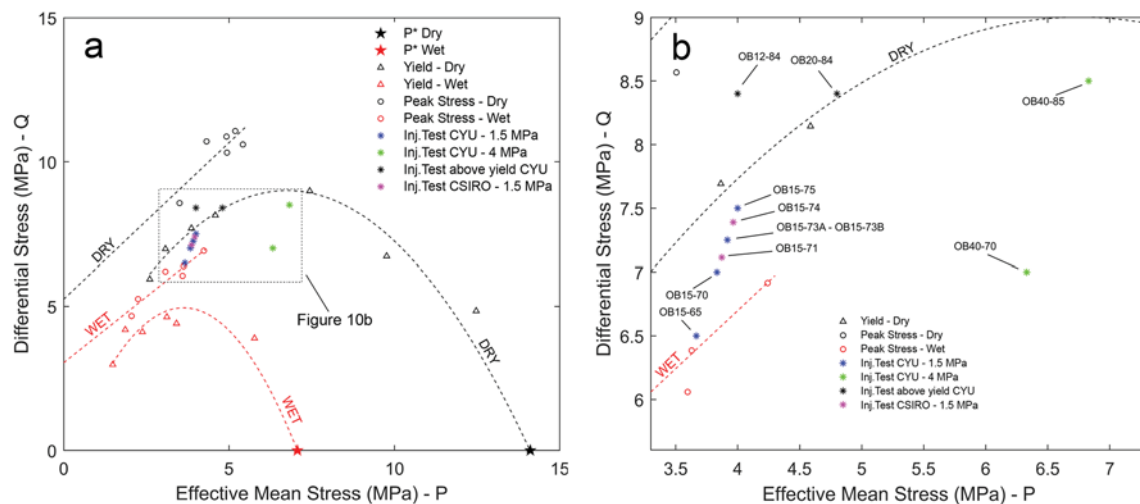 a
P* Dry
P* Wet
Yield - Dry
Yield - Wet
Peak Stress - Dry
Peak Stress - Wet
Inj.Test CYU - 1.5 MPa
Inj.Test CYU - 4 MPa
Inj.Test above yield CYU
Inj.Test CSIRO - 1.5 MPa
DRY
WET
DRY
WET
Figure 10b
15
10
5
0
0
5
10
15
Differential Stress (MPa) - Q
Effective Mean Stress (MPa) - P
b
OB12-84
OB20-84
DRY
OB40-85
OB15-75
OB15-74
OB15-73A - OB15-73B
OB15-71
OB15-70
OB15-65
OB40-70
WET
Yield - Dry
Peak Stress - Dry
Peak Stress - Wet
Inj.Test CYU - 1.5 MPa
Inj.Test CYU - 4 MPa
Inj.Test above yield CYU
Inj.Test CSIRO - 1.5 MPa
9
8.5
8
7.5
7
6.5
6
3.5
4
4.5
5
5.5
6
6.5
7
Differential Stress (MPa) - Q
Effective Mean Stress (MPa) - P